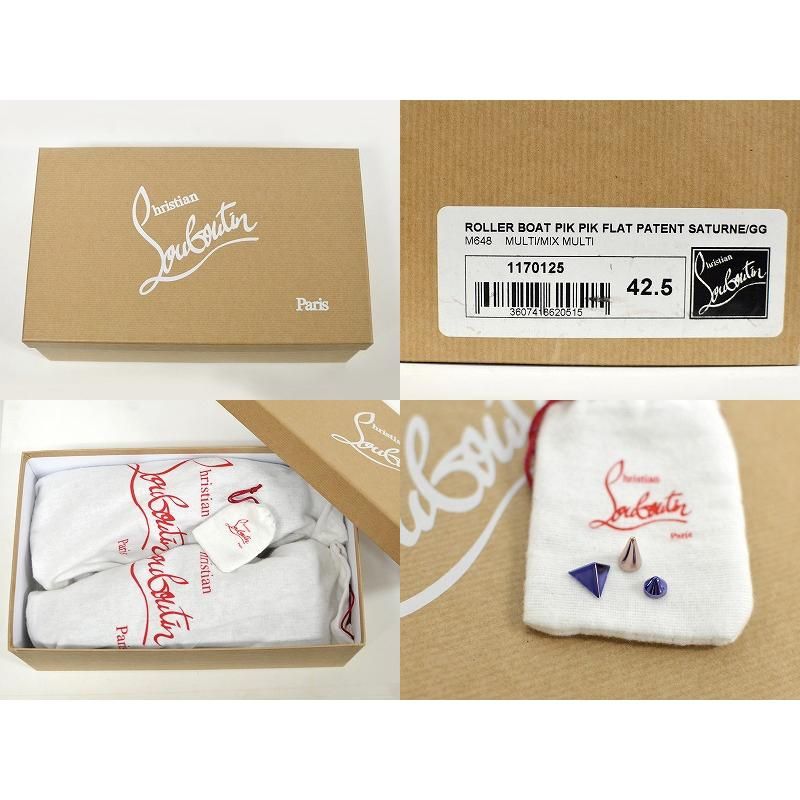 Christian
Louboutin
Paris
ROLLER BOAT PIK PIK FLAT PATENT SATURNE/GG
M648 MULTI/MIX MULTI
1170125
42.5
3607418620515
Christian
Louboutin
Christian
Louboutin
Paris
Christian
Louboutin
Paris
Christian
Louboutin
Christian
Louboutin
Paris